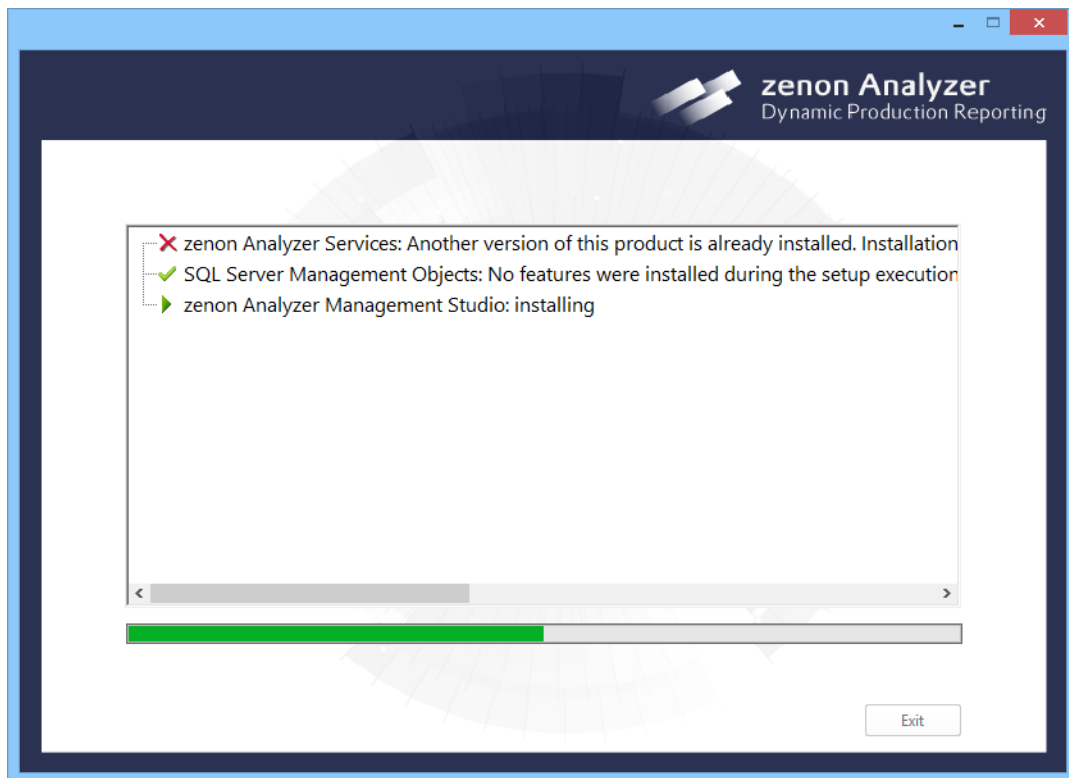 zenon Analyzer
Dynamic Production Reporting
zenon Analyzer Services: Another version of this product is already installed. Installation
SQL Server Management Objects: No features were installed during the setup execution
zenon Analyzer Management Studio: installing
Exit